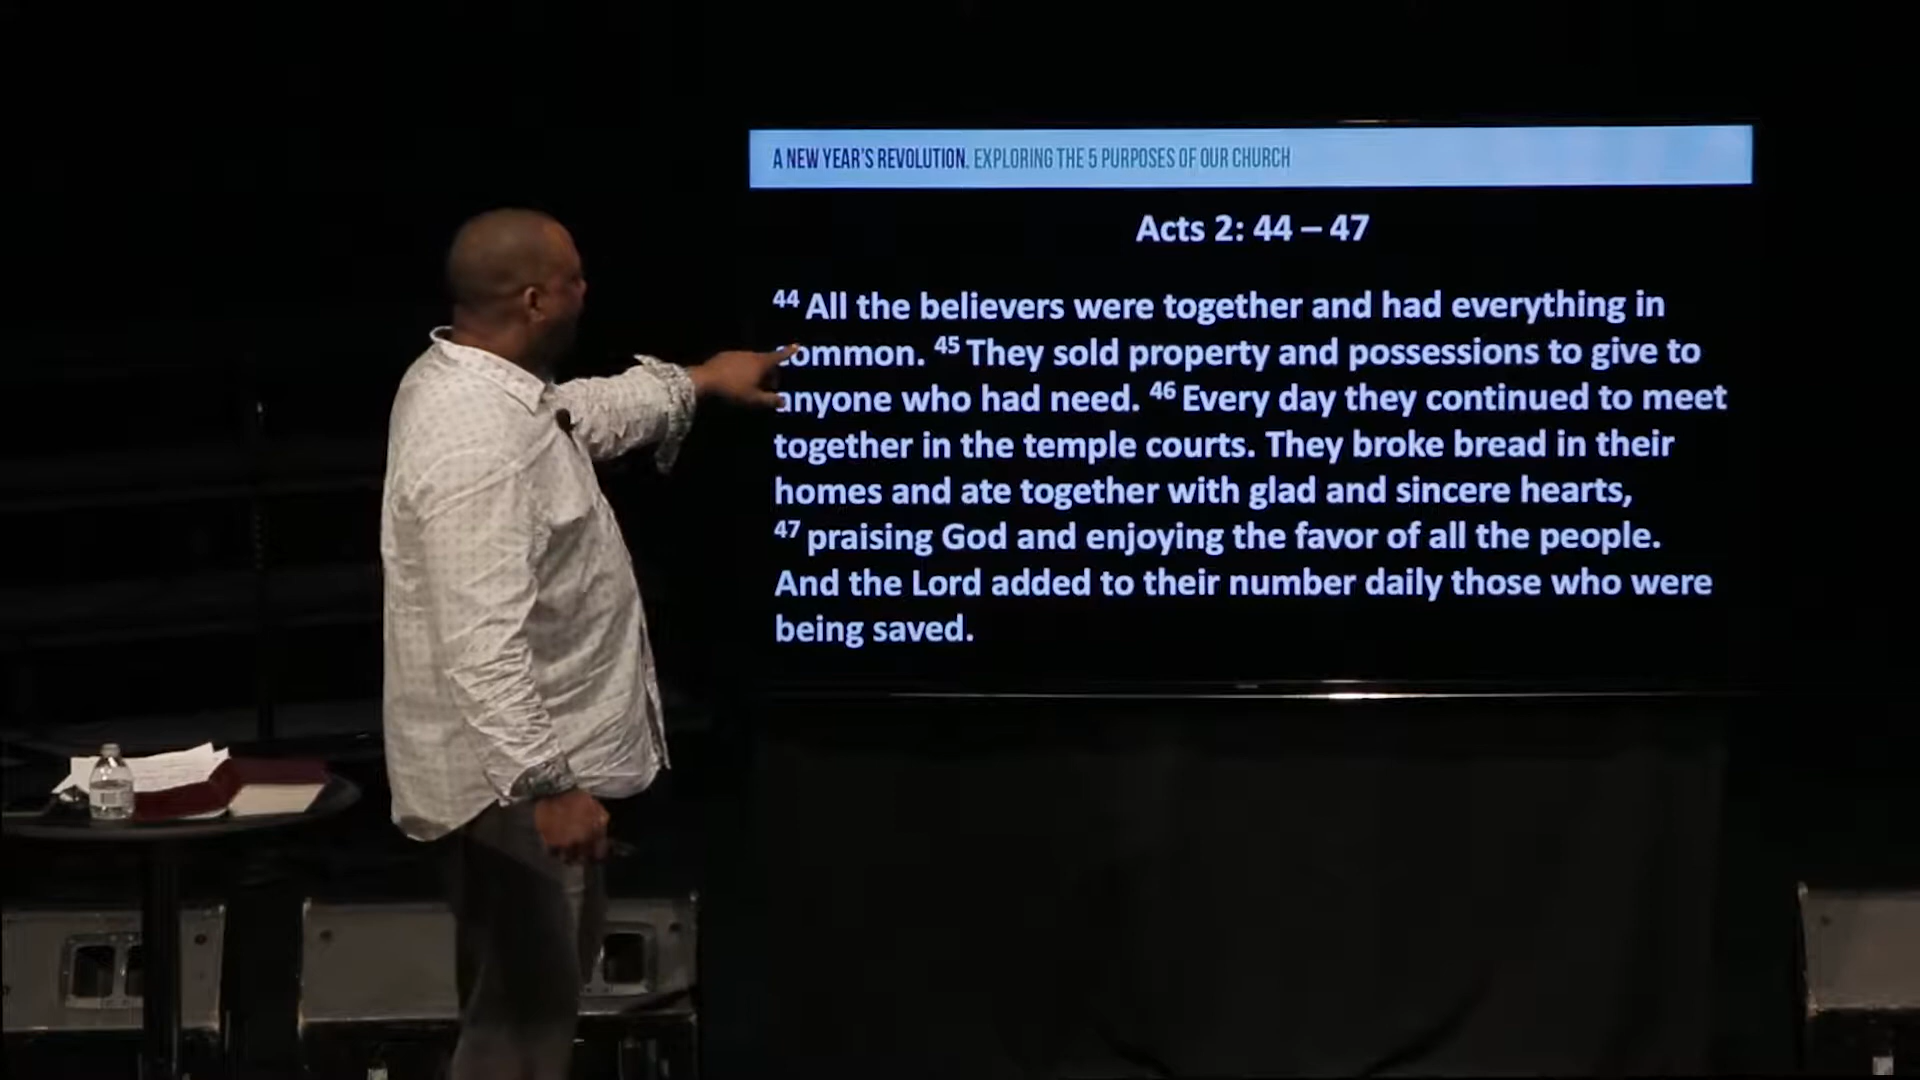 A NEW YEAR'S REVOLUTION. EXPLORING THE 5 PURPOSES OF OUR CHURCH
Acts 2: 44 – 47
44 All the believers were together and had everything in
common. 45 They sold property and possessions to give to
anyone who had need. 46 Every day they continued to meet
together in the temple courts. They broke bread in their
homes and ate together with glad and sincere hearts,
47 praising God and enjoying the favor of all the people.
And the Lord added to their number daily those who were
being saved.